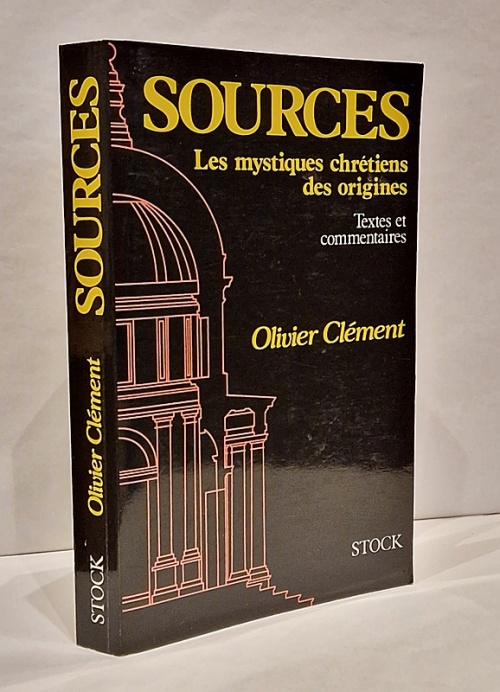 SOURCES
Les mystiques chrétiens
des origines
Textes et
commentaires
Olivier Clément
STOCK
SOURCES
Olivier Clément
STOCK